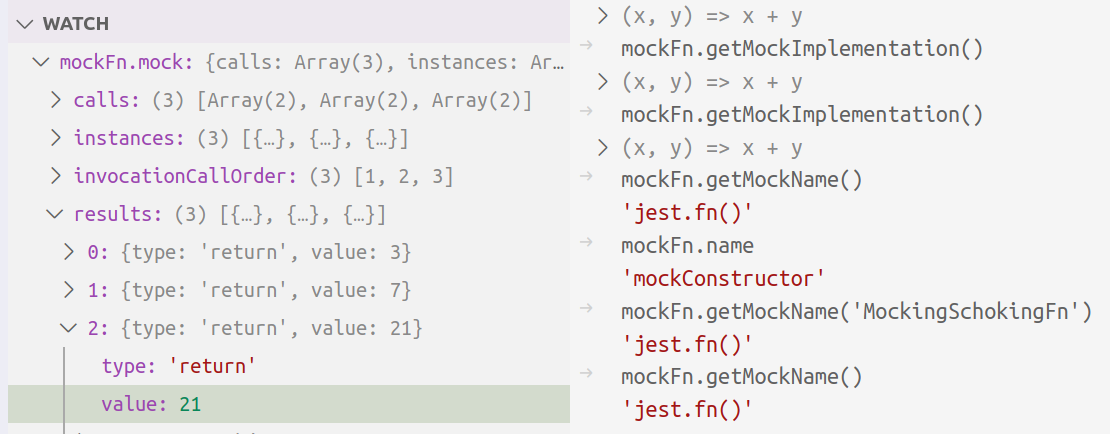 WATCH
mockFn.mock: {calls: Array(3), instances: Ar…
calls: (3) [Array(2), Array(2), Array(2)]
instances: (3) [{…}, {…}, {…}]
invocationCallOrder: (3) [1, 2, 3]
results: (3) [{…}, {…}, {…}]
0: {type: 'return', value: 3}
1: {type: 'return', value: 7}
2: {type: 'return', value: 21}
type: 'return'
value: 21
(x, y) => x + y
mockFn.getMockImplementation()
(x, y) => x + y
mockFn.getMockImplementation()
(x, y) => x + y
mockFn.getMockName()
'jest.fn()'
mockFn.name
'mockConstructor'
mockFn.getMockName('MockingSchokingFn')
'jest.fn()'
mockFn.getMockName()
'jest.fn()'